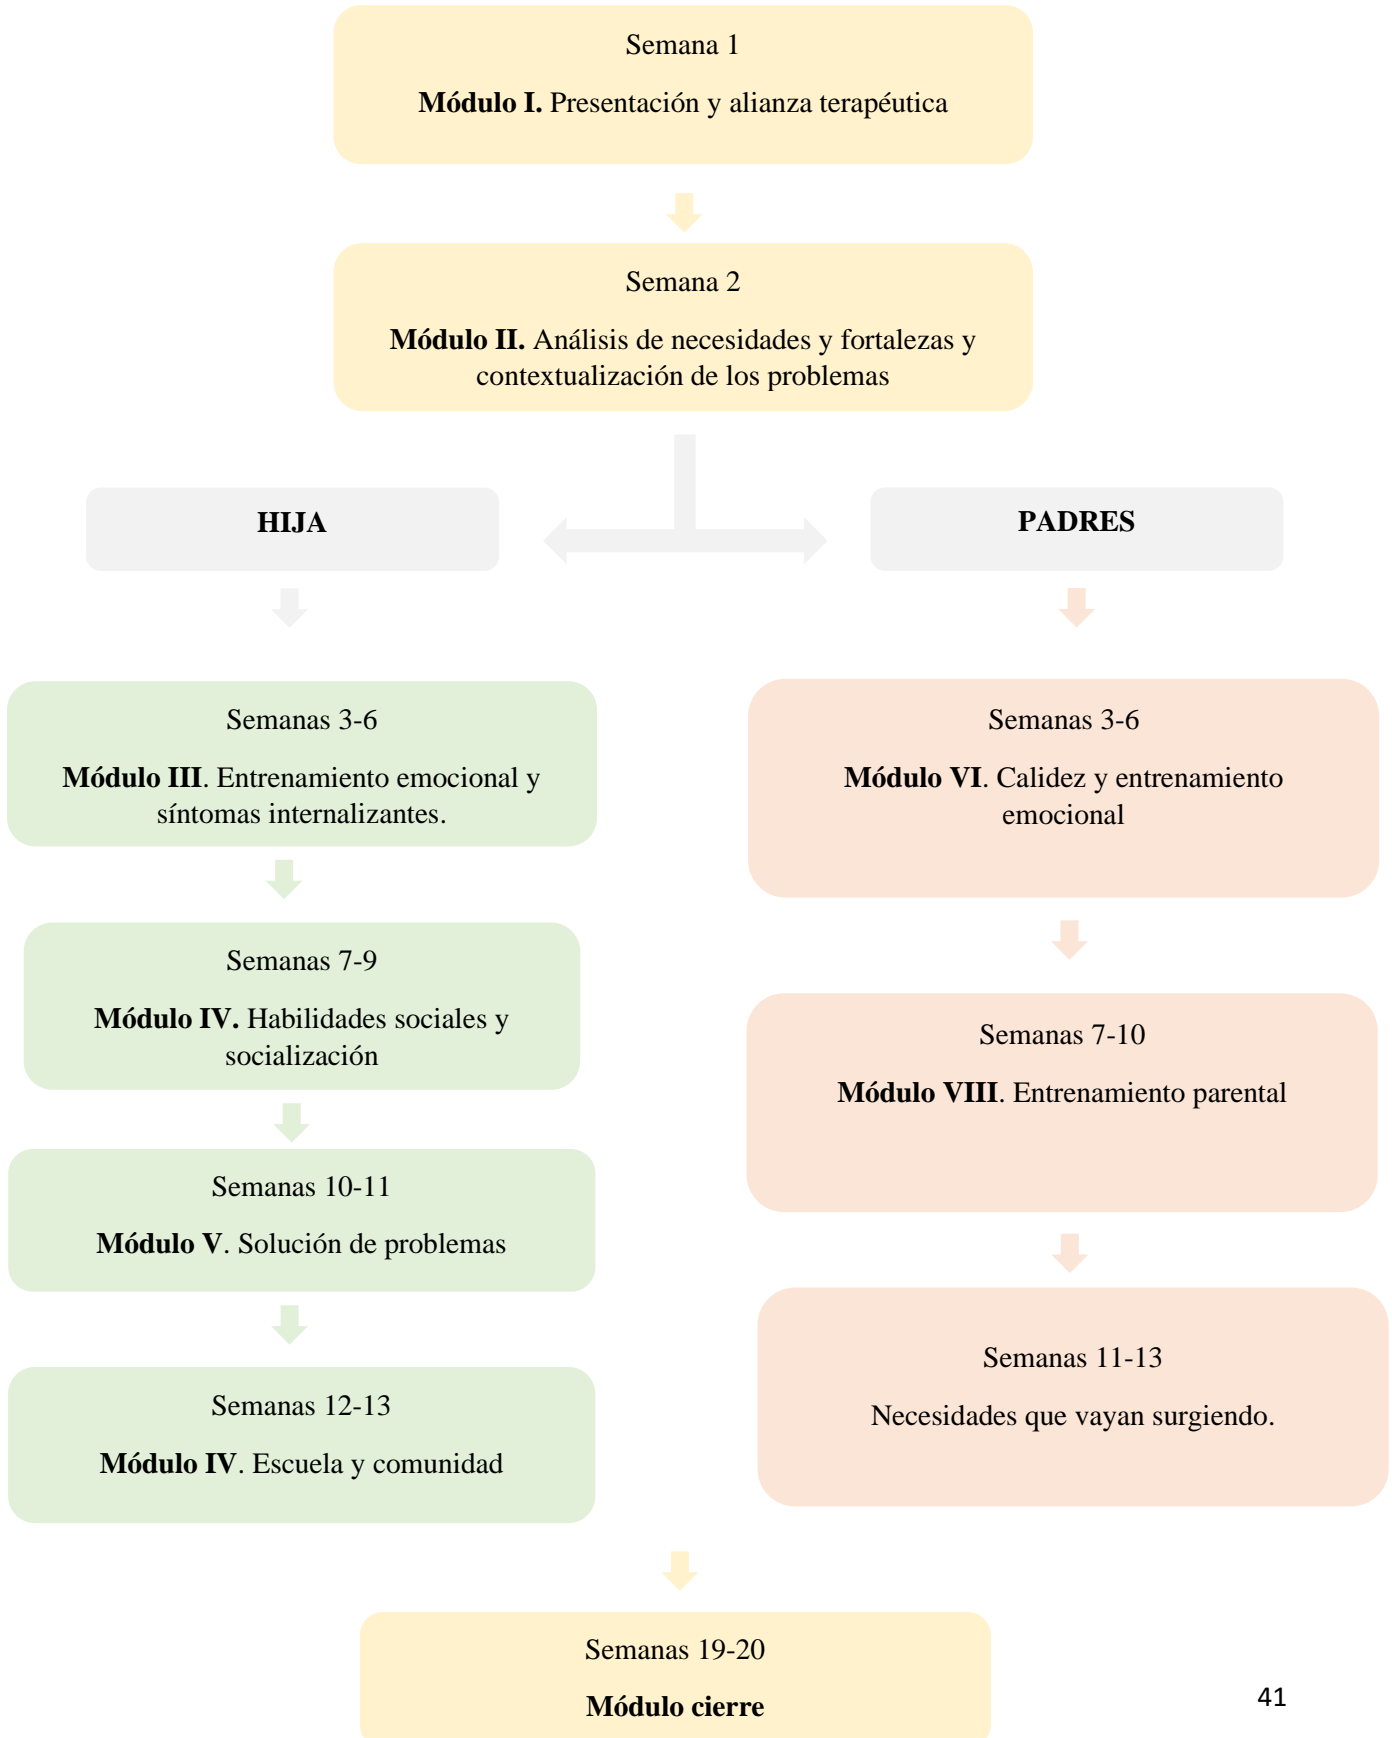 Semana 1
Módulo I. Presentación y alianza terapéutica
Semana 2
Módulo II. Análisis de necesidades y fortalezas y
contextualización de los problemas
HIJA
PADRES
Semanas 3-6
Módulo III. Entrenamiento emocional y
síntomas internalizantes.
Semanas 7-9
Módulo IV. Habilidades sociales y
socialización
Semanas 10-11
Módulo V. Solución de problemas
Semanas 12-13
Módulo IV. Escuela y comunidad
Semanas 3-6
Módulo VI. Calidez y entrenamiento
emocional
Semanas 7-10
Módulo VIII. Entrenamiento parental
Semanas 11-13
Necesidades que vayan surgiendo.
Semanas 19-20
Módulo cierre
41